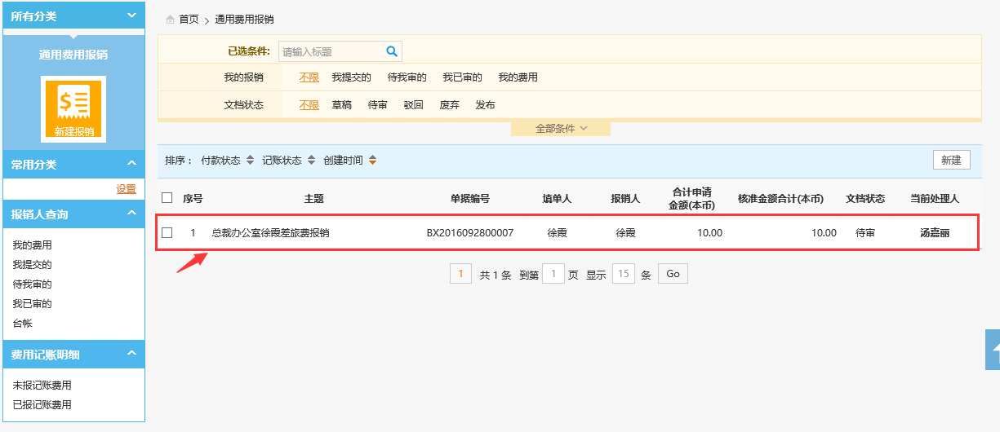 所有分类
通用费用报销
新建报销
常用分类
设置
报销人查询
我的费用
我提交的
待我审的
我已审的
台帐
费用记账明细
未报记账费用
已报记账费用
首页 > 通用费用报销
已选条件: 请输入标题
我的报销 不限 我提交的 待我审的 我已审的 我的费用
文档状态 不限 草稿 待审 驳回 废弃 发布
全部条件
排序： 付款状态 记账状态 创建时间 新建
序号 主题 单据编号 填单人 报销人 合计申请金额(本币) 核准金额合计(本币) 文档状态 当前处理人
1 总裁办公室徐霞差旅费报销 BX2016092800007 徐霞 徐霞 10.00 10.00 待审 汤嘉丽
1 共 1 条 到第 1 页 显示 15 条 Go